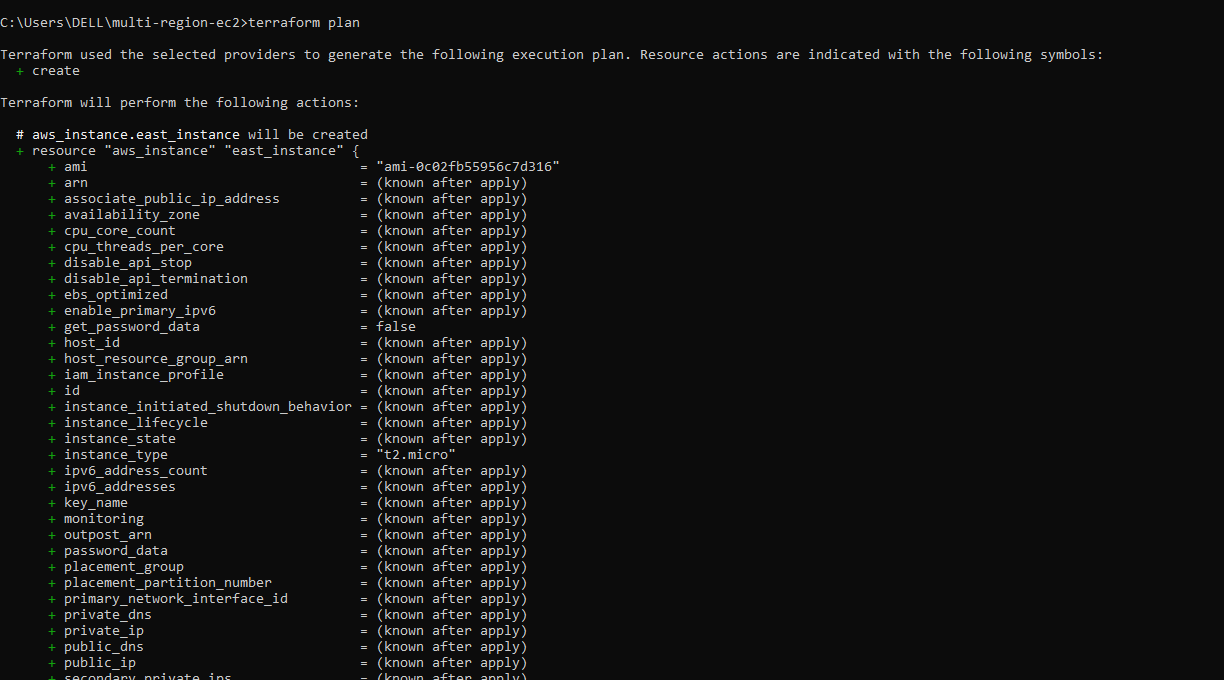 C:\Users\DELL\multi-region-ec2>terraform plan
Terraform used the selected providers to generate the following execution plan. Resource actions are indicated with the following symbols:
+ create
Terraform will perform the following actions:
# aws_instance.east_instance will be created
+ resource "aws_instance" "east_instance" {
+ ami = "ami-0c02fb55956c7d316"
+ arn = (known after apply)
+ associate_public_ip_address = (known after apply)
+ availability_zone = (known after apply)
+ cpu_core_count = (known after apply)
+ cpu_threads_per_core = (known after apply)
+ disable_api_stop = (known after apply)
+ disable_api_termination = (known after apply)
+ ebs_optimized = (known after apply)
+ enable_primary_ipv6 = (known after apply)
+ get_password_data = false
+ host_id = (known after apply)
+ host_resource_group_arn = (known after apply)
+ iam_instance_profile = (known after apply)
+ id = (known after apply)
+ instance_initiated_shutdown_behavior = (known after apply)
+ instance_lifecycle = (known after apply)
+ instance_state = (known after apply)
+ instance_type = "t2.micro"
+ ipv6_address_count = (known after apply)
+ ipv6_addresses = (known after apply)
+ key_name = (known after apply)
+ monitoring = (known after apply)
+ outpost_arn = (known after apply)
+ password_data = (known after apply)
+ placement_group = (known after apply)
+ placement_partition_number = (known after apply)
+ primary_network_interface_id = (known after apply)
+ private_dns = (known after apply)
+ private_ip = (known after apply)
+ public_dns = (known after apply)
+ public_ip = (known after apply)
+ secondary_private_ips = (known after apply)